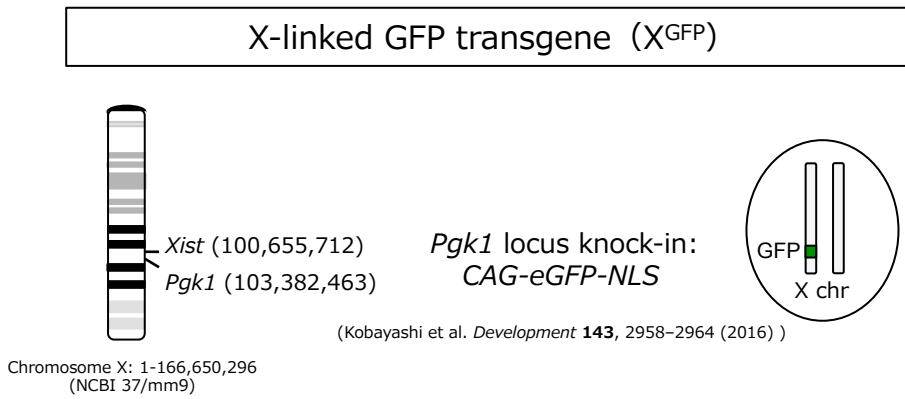 X-linked GFP transgene (XGFP)
Xist (100,655,712)
Pgk1 (103,382,463)
Pgk1 locus knock-in:
CAG-eGFP-NLS
GFP
X chr
(Kobayashi et al. Development 143, 2958–2964 (2016) )
Chromosome X: 1-166,650,296
(NCBI 37/mm9)